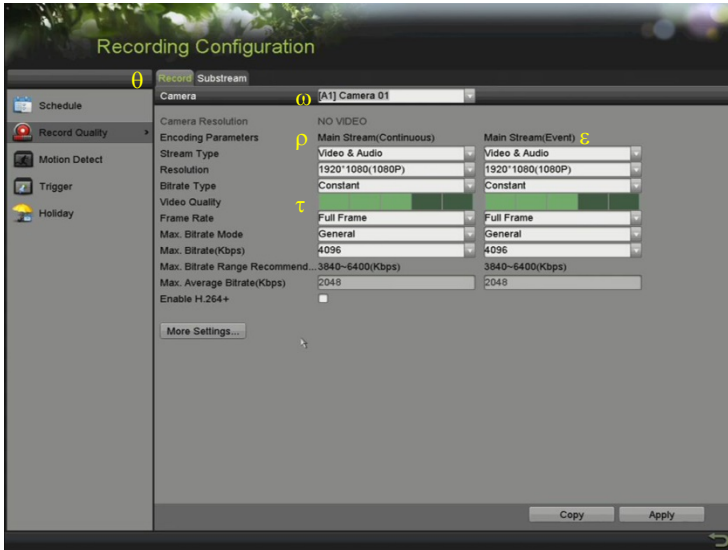 Recording Configuration
θ Record Substream
Schedule
Record Quality
Motion Detect
Trigger
Holiday
Camera ω [A1] Camera 01
Camera Resolution NO VIDEO
Encoding Parameters ρ Main Stream(Continuous) Main Stream(Event) ε
Stream Type Video & Audio Video & Audio
Resolution 1920*1080(1080P) 1920*1080(1080P)
Bitrate Type Constant Constant
Video Quality τ
Frame Rate Full Frame Full Frame
Max. Bitrate Mode General General
Max. Bitrate(Kbps) 4096 4096
Max. Bitrate Range Recommend... 3840~6400(Kbps) 3840~6400(Kbps)
Max. Average Bitrate(Kbps) 2048 2048
Enable H.264+
More Settings...
Copy Apply